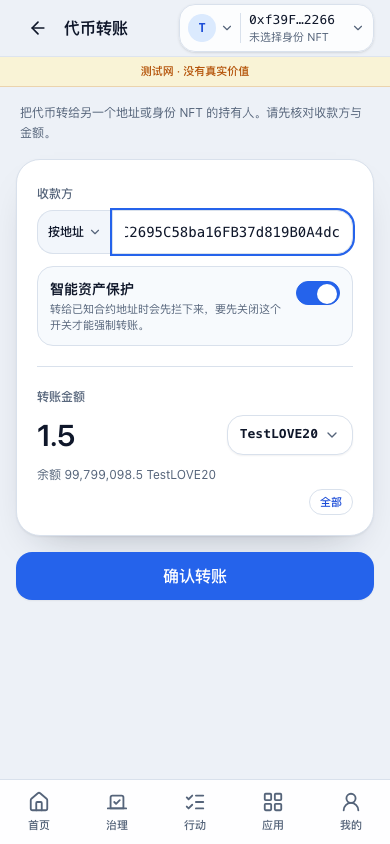 代币转账
T
0xf39F…2266
未选择身份 NFT
测试网 · 没有真实价值
把代币转给另一个地址或身份 NFT 的持有人。请先核对收款方与
金额。
收款方
按地址
2695C58ba16FB37d819B0A4dc
智能资产保护
转给已知合约地址时会先拦下来，要先关闭这个
开关才能强制转账。
转账金额
1.5
TestLOVE20
余额 99,799,098.5 TestLOVE20
全部
确认转账
首页
治理
行动
应用
我的